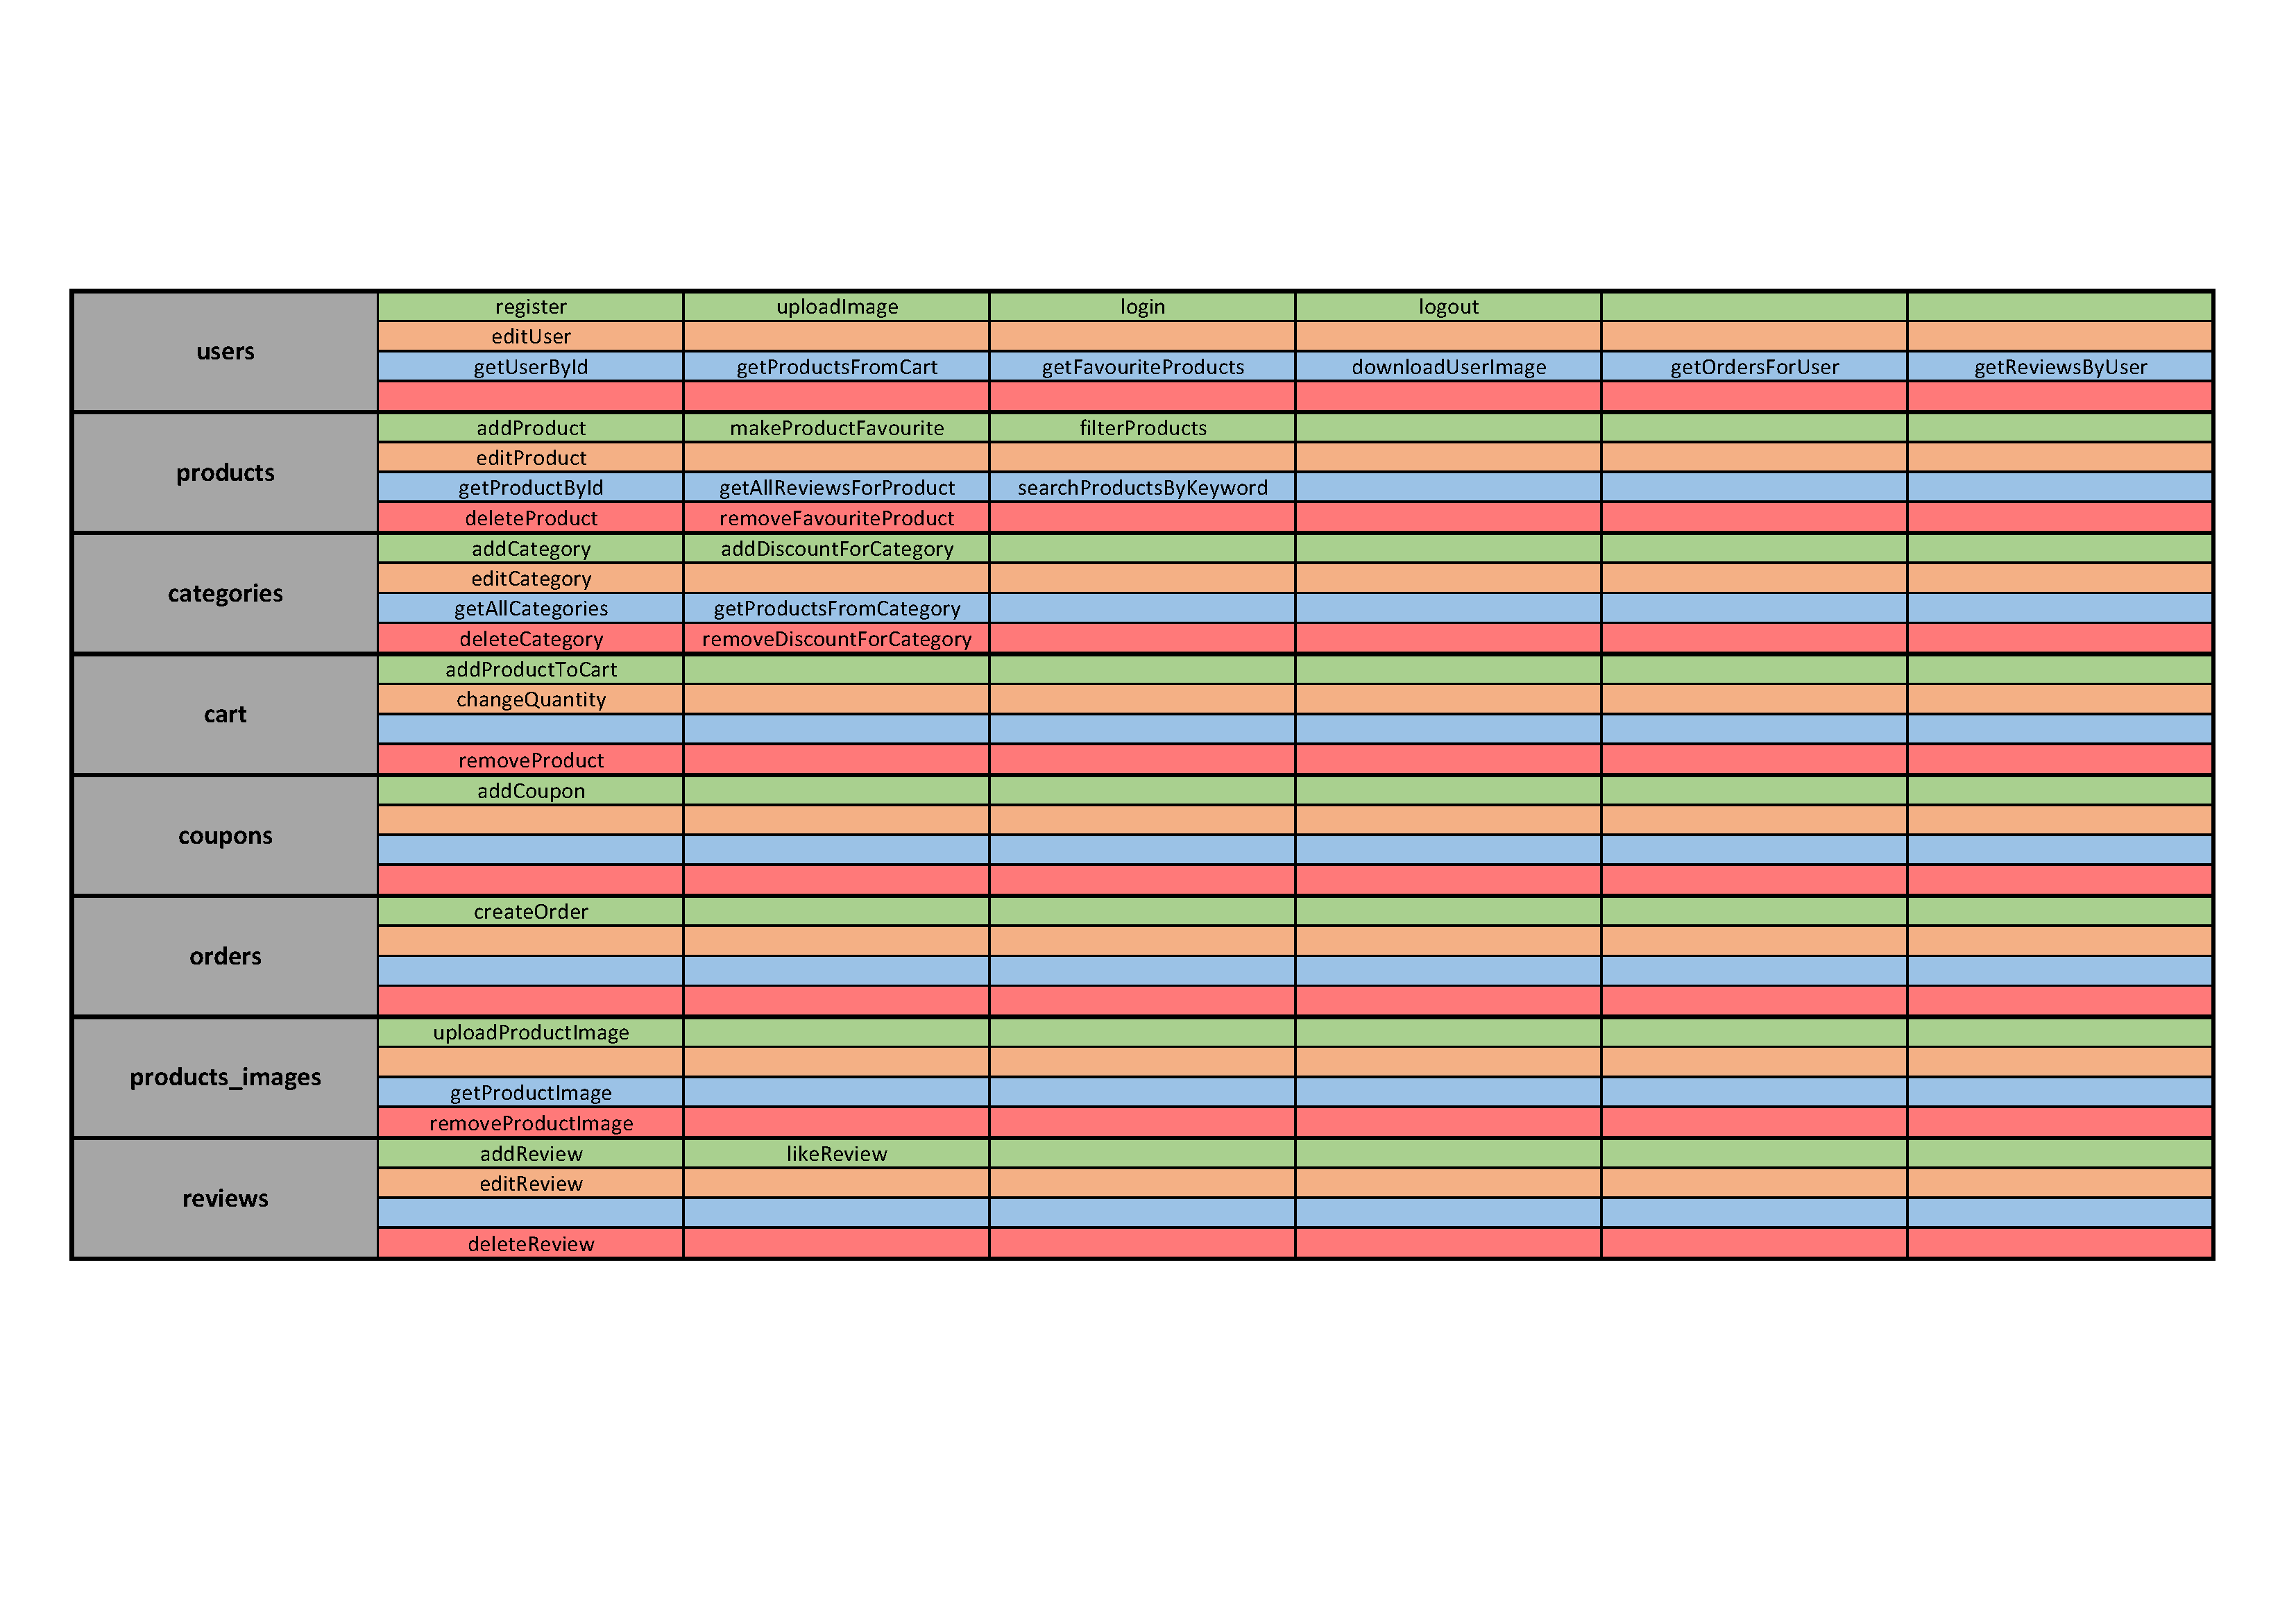 users
register uploadImage login logout
editUser
getUserById getProductsFromCart getFavouriteProducts downloadUserImage getOrdersForUser getReviewsByUser
products
addProduct makeProductFavourite filterProducts
editProduct
getProductById getAllReviewsForProduct searchProductsByKeyword
deleteProduct removeFavouriteProduct
categories
addCategory addDiscountForCategory
editCategory
getAllCategories getProductsFromCategory
deleteCategory removeDiscountForCategory
cart
addProductToCart
changeQuantity
removeProduct
coupons
addCoupon
orders
createOrder
products_images
uploadProductImage
getProductImage
removeProductImage
reviews
addReview likeReview
editReview
deleteReview